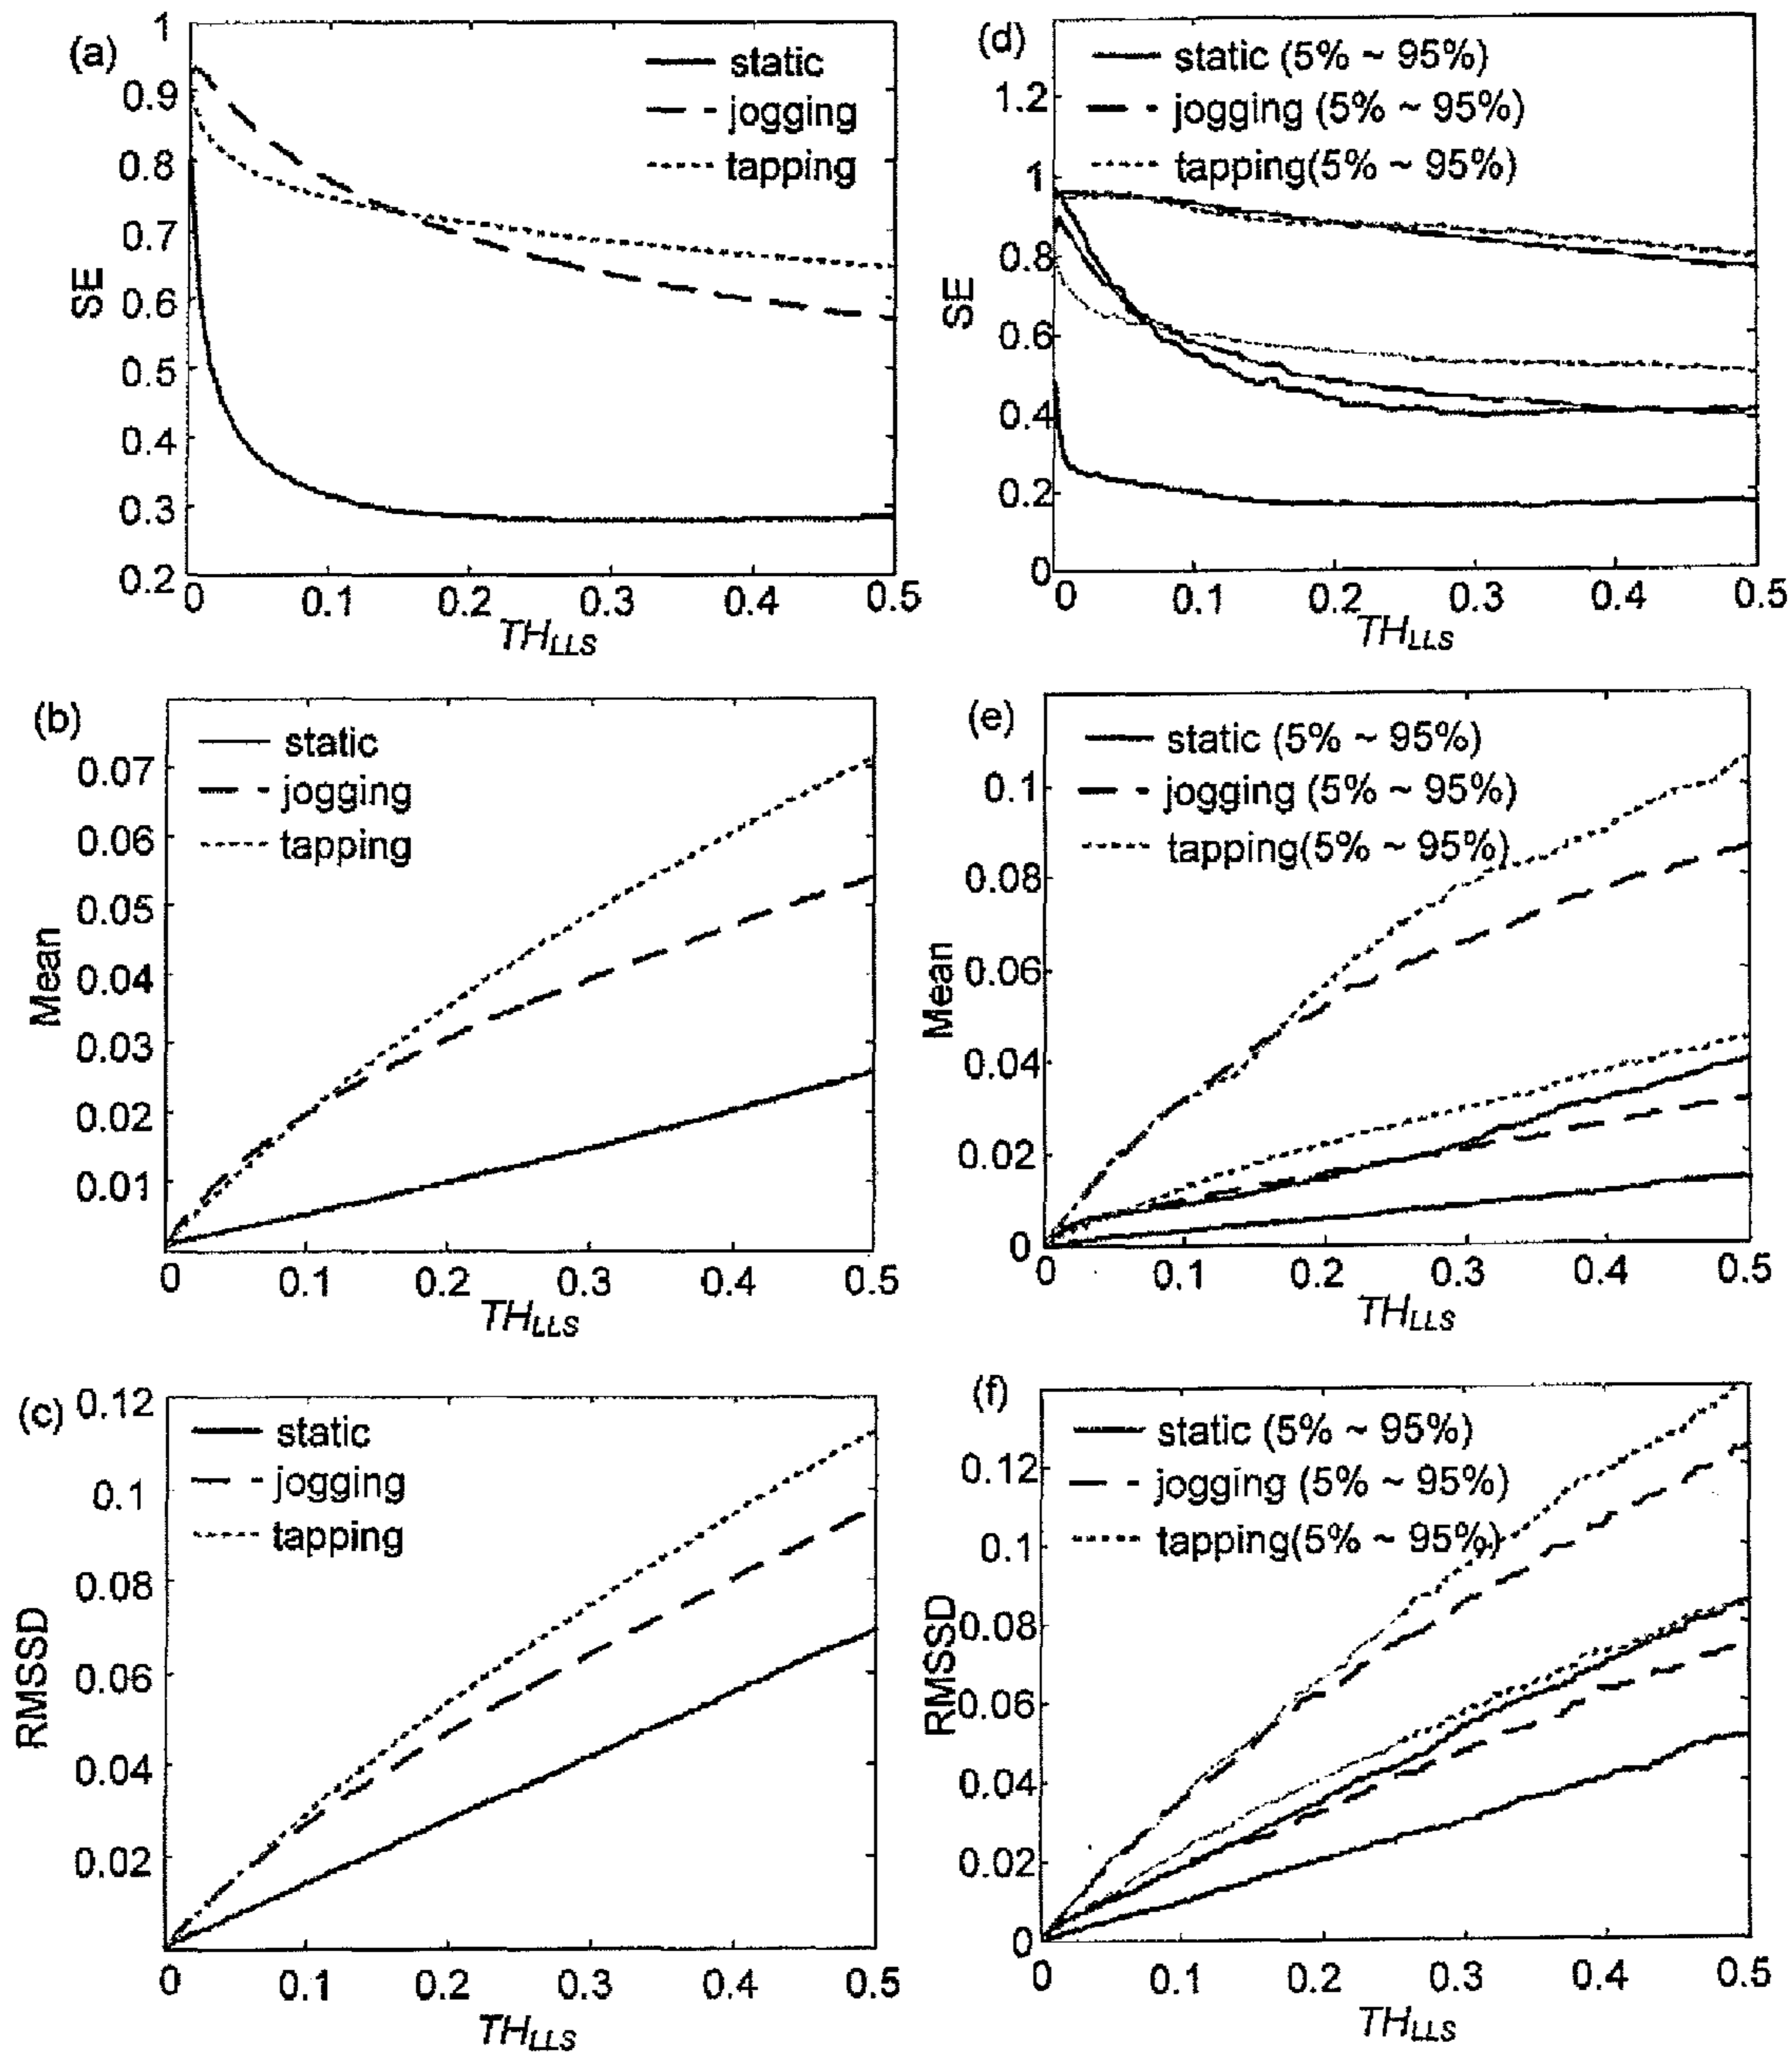 (a)
static
jogging
tapping
1
0.9
0.8
0.7
0.6
0.5
0.4
0.3
0.2
SE
0
0.1
0.2
0.3
0.4
0.5
TH_LLS
(d)
static (5% ~ 95%)
jogging (5% ~ 95%)
tapping(5% ~ 95%)
1.2
1
0.8
0.6
0.4
0.2
0
SE
0
0.1
0.2
0.3
0.4
0.5
TH_LLS
(b)
static
jogging
tapping
0.07
0.06
0.05
0.04
0.03
0.02
0.01
Mean
0
0.1
0.2
0.3
0.4
0.5
TH_LLS
(e)
static (5% ~ 95%)
jogging (5% ~ 95%)
tapping(5% ~ 95%)
0.1
0.08
0.06
0.04
0.02
0
Mean
0
0.1
0.2
0.3
0.4
0.5
TH_LLS
(c)
static
jogging
tapping
0.12
0.1
0.08
0.06
0.04
0.02
RMSSD
0
0.1
0.2
0.3
0.4
0.5
TH_LLS
(f)
static (5% ~ 95%)
jogging (5% ~ 95%)
tapping(5% ~ 95%)
0.12
0.1
0.08
0.06
0.04
0.02
0
RMSSD
0
0.1
0.2
0.3
0.4
0.5
TH_LLS